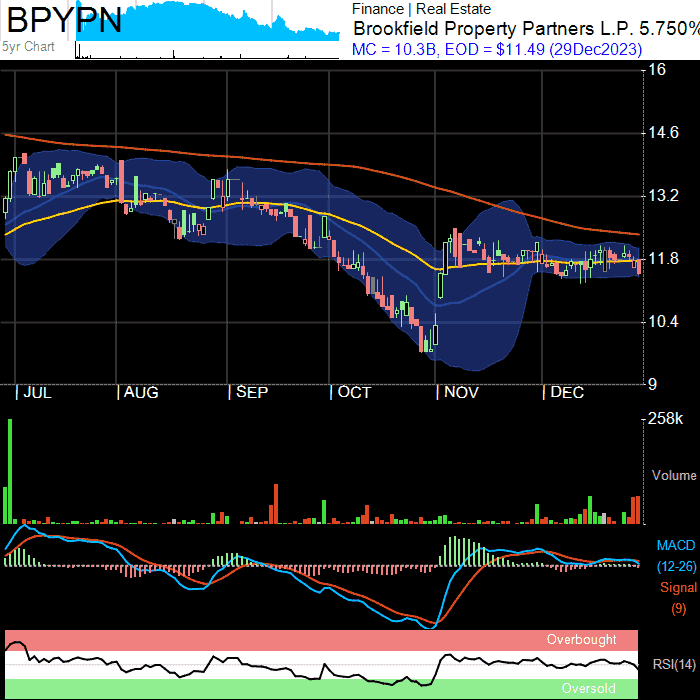 BPYPN
5yr Chart
Finance | Real Estate
Brookfield Property Partners L.P. 5.750%
MC = 10.3B, EOD = $11.49 (29Dec2023)
16
14.6
13.2
11.8
10.4
9
| JUL | AUG | SEP | OCT | NOV | DEC
258k
Volume
MACD
(12-26)
Signal
(9)
Overbought
RSI(14)
Oversold